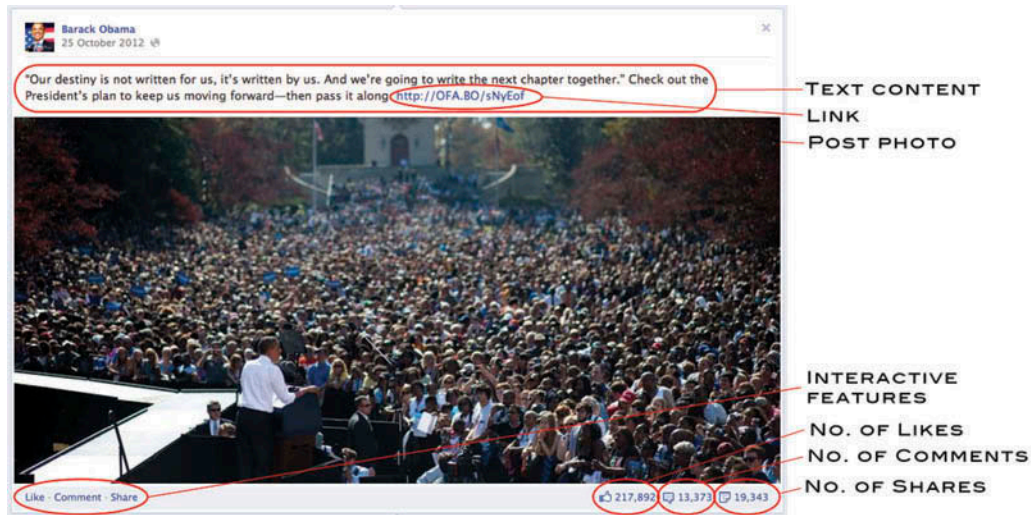 Barack Obama
25 October 2012
"Our destiny is not written for us, it's written by us. And we're going to write the next chapter together." Check out the
President's plan to keep us moving forward—then pass it along: http://OFA.BO/sNyEof
TEXT CONTENT
LINK
POST PHOTO
INTERACTIVE
FEATURES
NO. OF LIKES
NO. OF COMMENTS
NO. OF SHARES
Like · Comment · Share
217,892 13,373 19,343